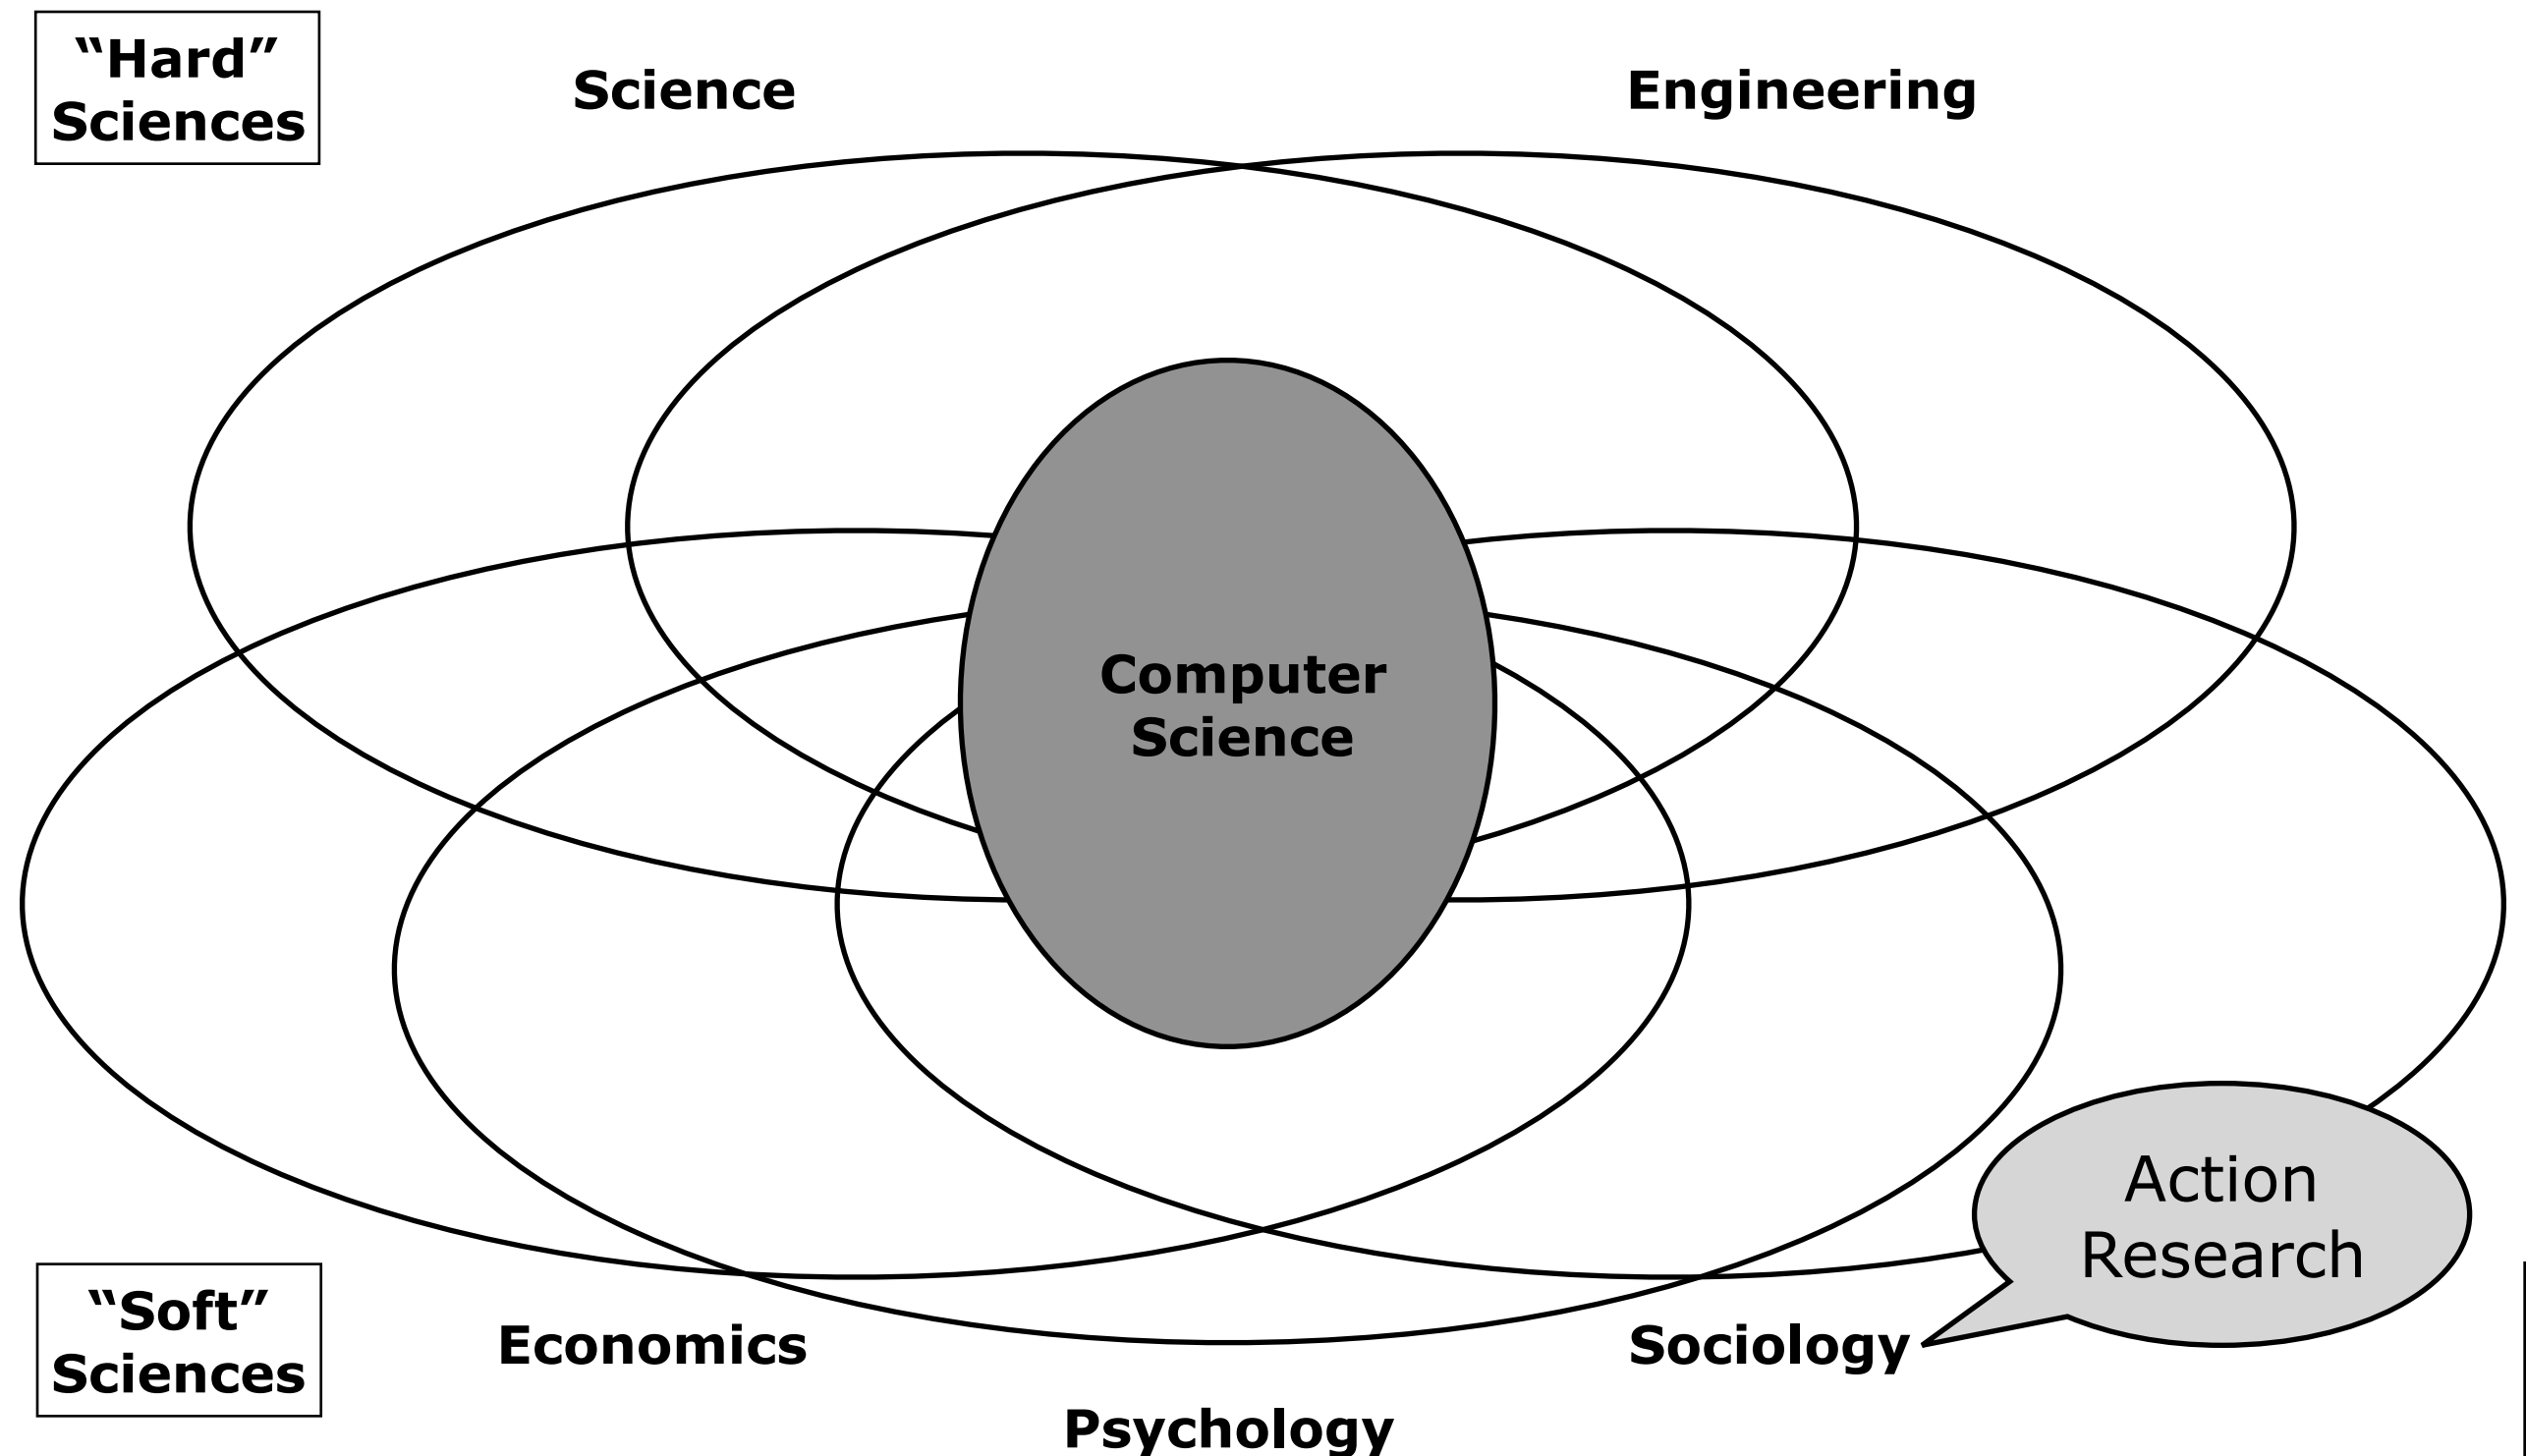 “Hard”
Sciences
Science
Engineering
Computer
Science
Action
Research
“Soft”
Sciences
Economics
Sociology
Psychology